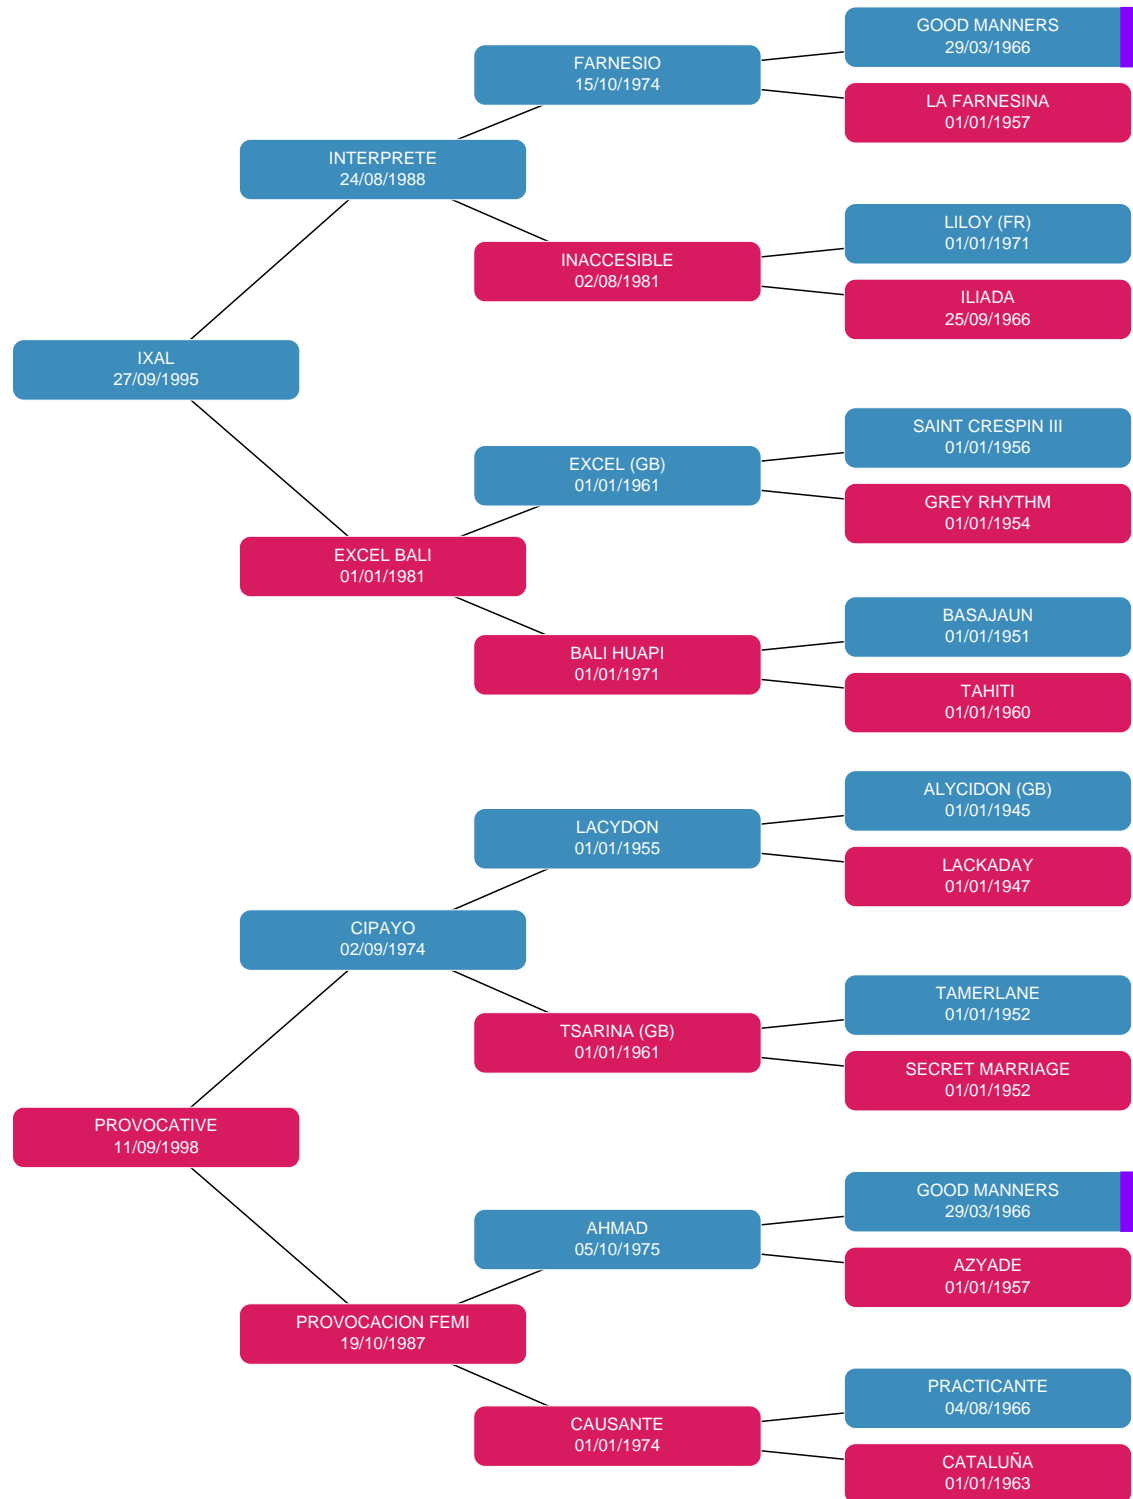 GOOD MANNERS
29/03/1966
FARNESIO
15/10/1974
LA FARNESINA
01/01/1957
INTERPRETE
24/08/1988
LILOY (FR)
01/01/1971
INACCESIBLE
02/08/1981
ILIADA
25/09/1966
IXAL
27/09/1995
SAINT CRESPIN III
01/01/1956
EXCEL (GB)
01/01/1961
GREY RHYTHM
01/01/1954
EXCEL BALI
01/01/1981
BASAJAUN
01/01/1951
BALI HUAPI
01/01/1971
TAHITI
01/01/1960
ALYCIDON (GB)
01/01/1945
LACYDON
01/01/1955
LACKADAY
01/01/1947
CIPAYO
02/09/1974
TAMERLANE
01/01/1952
TSARINA (GB)
01/01/1961
SECRET MARRIAGE
01/01/1952
PROVOCATIVE
11/09/1998
GOOD MANNERS
29/03/1966
AHMAD
05/10/1975
AZYADE
01/01/1957
PROVOCACION FEMI
19/10/1987
PRACTICANTE
04/08/1966
CAUSANTE
01/01/1974
CATALUÑA
01/01/1963